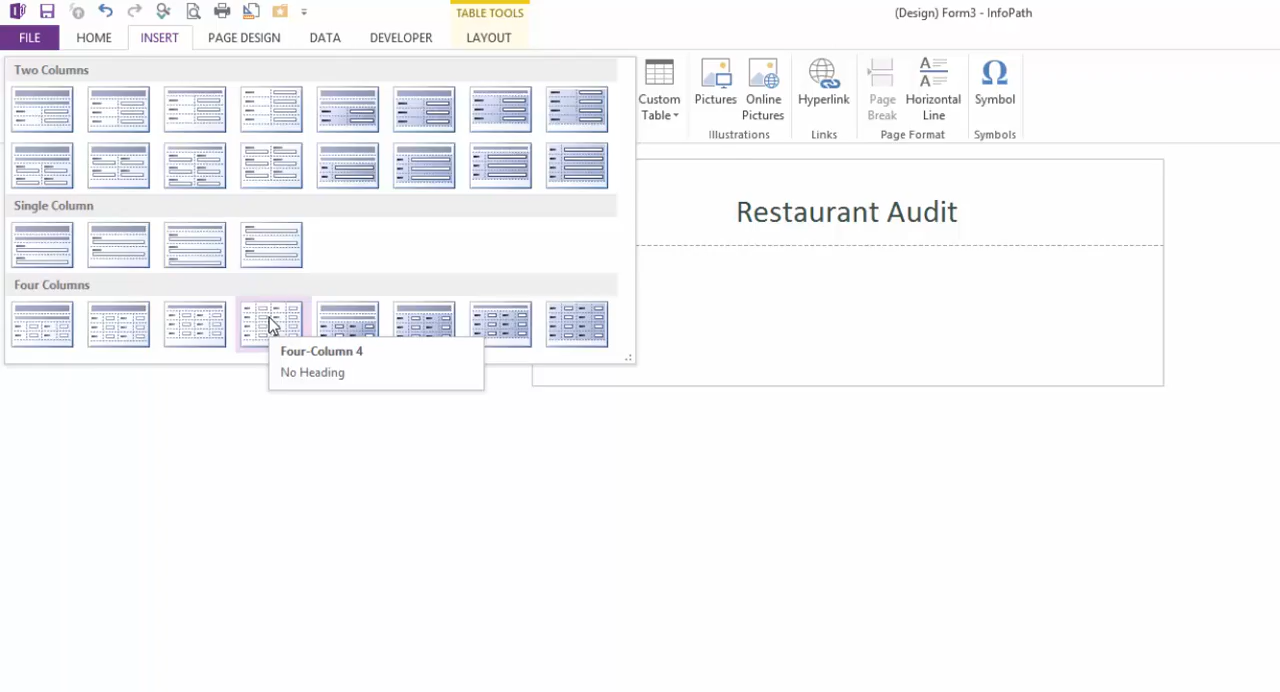 TABLE TOOLS
(Design) Form3 - InfoPath
FILE
HOME
INSERT
PAGE DESIGN
DATA
DEVELOPER
LAYOUT
Two Columns
Single Column
Four Columns
Four-Column 4
No Heading
Custom
Table
Pictures
Online
Pictures
Illustrations
Hyperlink
Links
Page
Break
Horizontal
Line
Page Format
Symbol
Symbols
Restaurant Audit